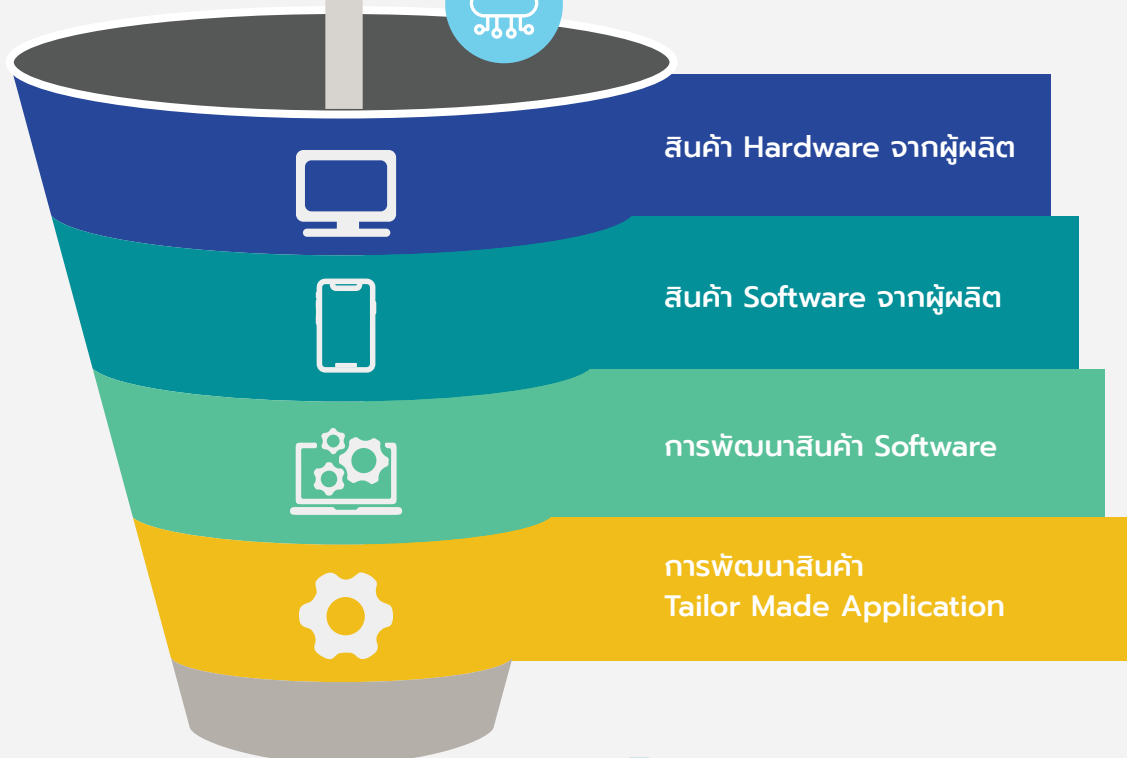 สินค้า Hardware จากผู้ผลิต
สินค้า Software จากผู้ผลิต
การพัฒนาสินค้า Software
การพัฒนาสินค้า
Tailor Made Application